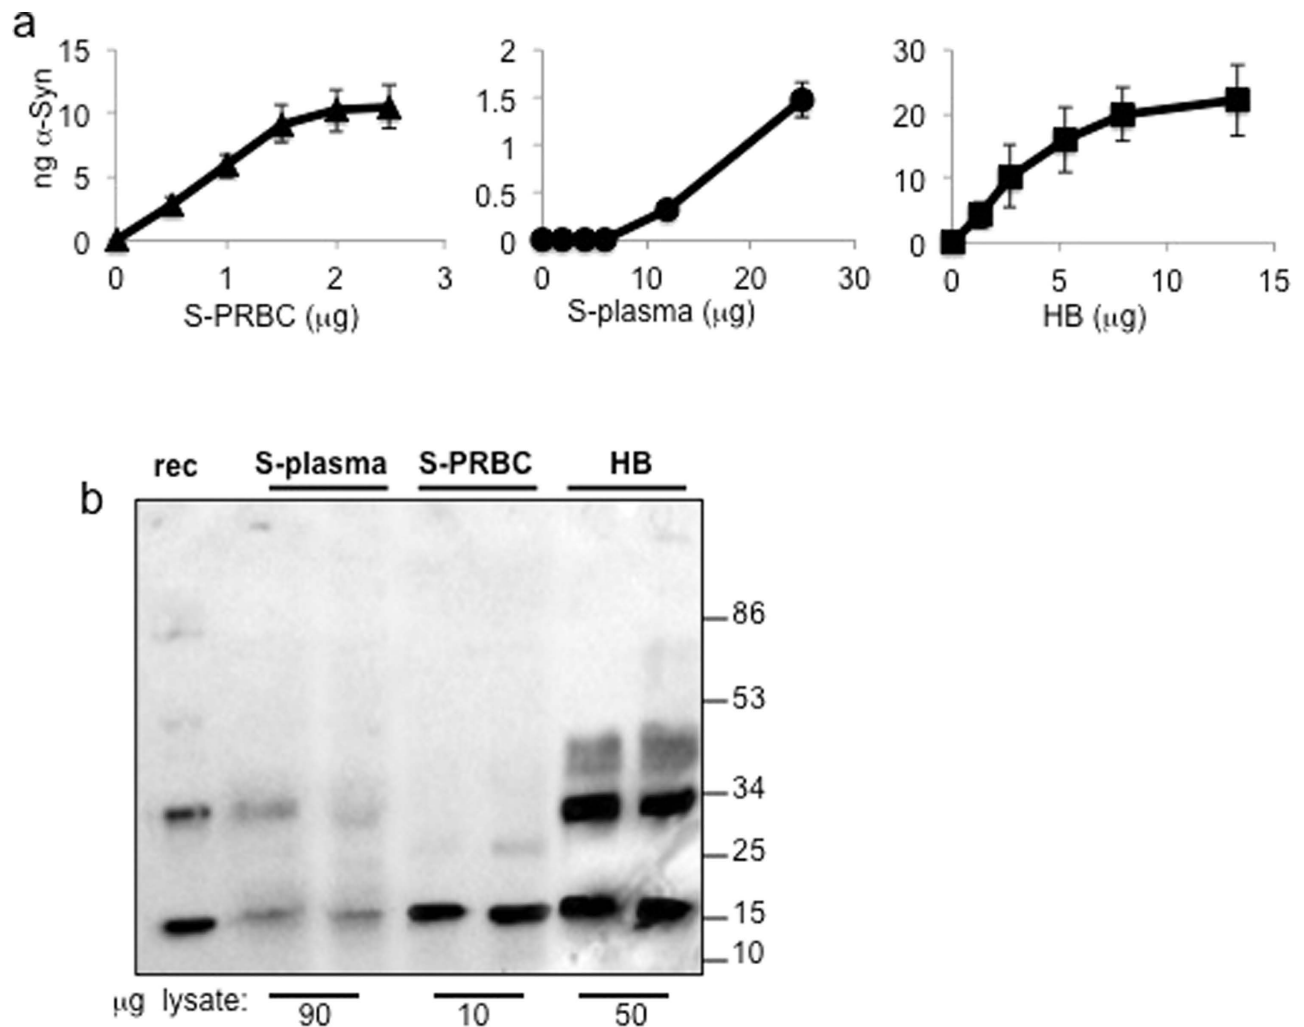 a
ng α-Syn
15
10
5
0
0 1 2 3
S-PRBC (μg)
2
1.5
1
0.5
0
0 10 20 30
S-plasma (μg)
30
20
10
0
0 5 10 15
HB (μg)
b
rec S-plasma S-PRBC HB
86
53
34
25
15
10
μg lysate: 90 10 50